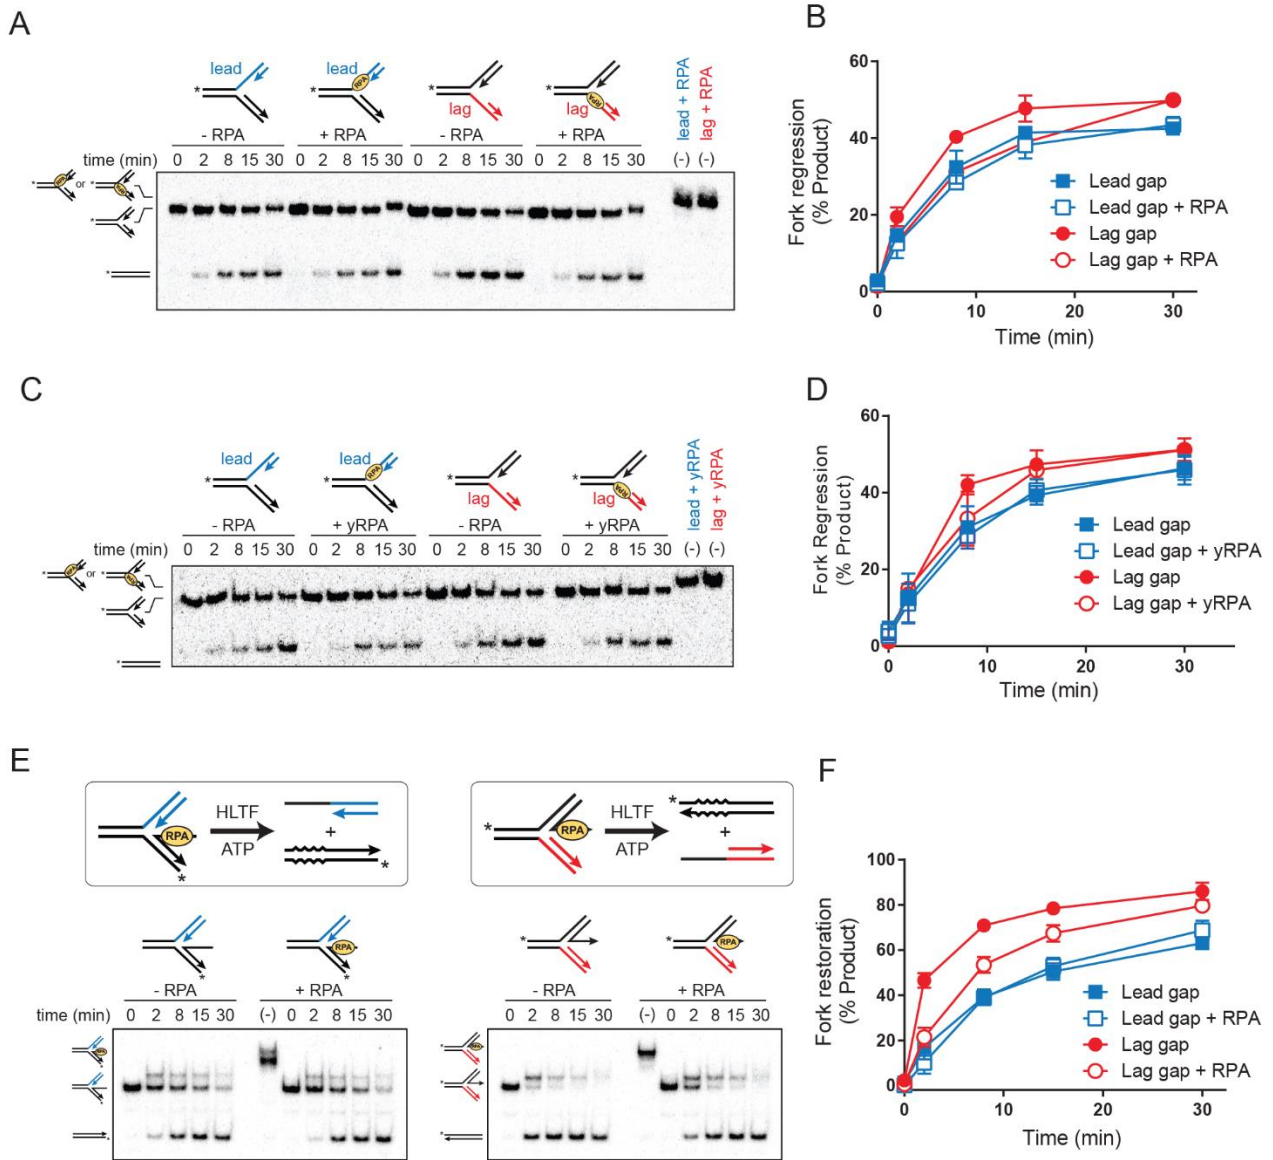 A
lead
lead
lag
lag
RPA
RPA
* * * *
- RPA
+ RPA
- RPA
+ RPA
lead + RPA
lag + RPA
time (min) 0 2 8 15 30 0 2 8 15 30 0 2 8 15 30 0 2 8 15 30 (-) (-)
* RPA or *
*
*
B
Fork regression
(% Product)
60
40
20
0
0 10 20 30
Time (min)
Lead gap
Lead gap + RPA
Lag gap
Lag gap + RPA
C
lead
lead
lag
lag
RPA
RPA
* * * *
- RPA
+ yRPA
- RPA
+ yRPA
lead + yRPA
lag + yRPA
time (min) 0 2 8 15 30 0 2 8 15 30 0 2 8 15 30 0 2 8 15 30 (-) (-)
* RPA or *
*
*
D
Fork Regression
(% Product)
60
40
20
0
0 10 20 30
Time (min)
Lead gap
Lead gap + yRPA
Lag gap
Lag gap + yRPA
E
RPA
*
HLTF
ATP
+
*
* RPA
HLTF
ATP
*
+
*
RPA
*
*
* RPA
- RPA
+ RPA
- RPA
+ RPA
time (min) 0 2 8 15 30 (-) 0 2 8 15 30
0 2 8 15 30 (-) 0 2 8 15 30
F
Fork restoration
(% Product)
100
80
60
40
20
0
0 10 20 30
Time (min)
Lead gap
Lead gap + RPA
Lag gap
Lag gap + RPA